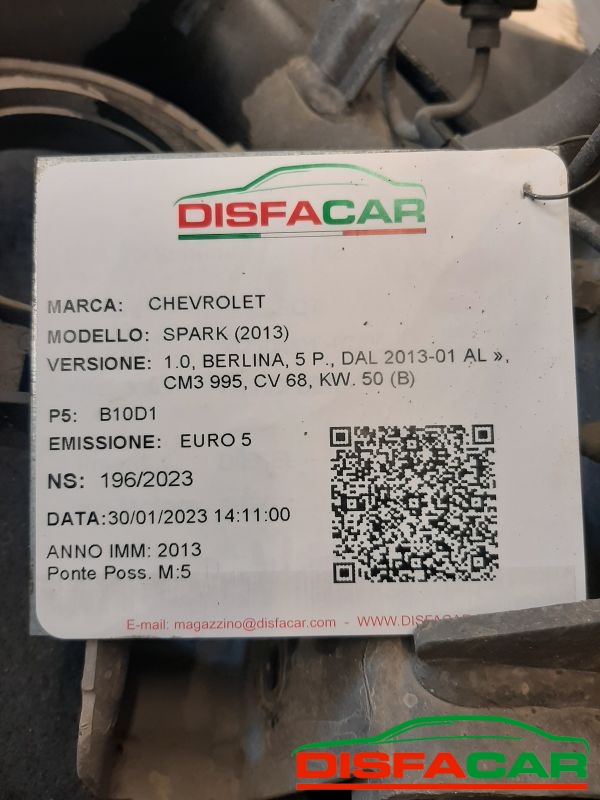 DISFACAR
MARCA: CHEVROLET
MODELLO: SPARK (2013)
VERSIONE: 1.0, BERLINA, 5 P., DAL 2013-01 AL »,
CM3 995, CV 68, KW. 50 (B)
P5: B10D1
EMISSIONE: EURO 5
NS: 196/2023
DATA:30/01/2023 14:11:00
ANNO IMM: 2013
Ponte Poss. M:5
E-mail: magazzino@disfacar.com - WWW.DISFACAR
DISFACAR